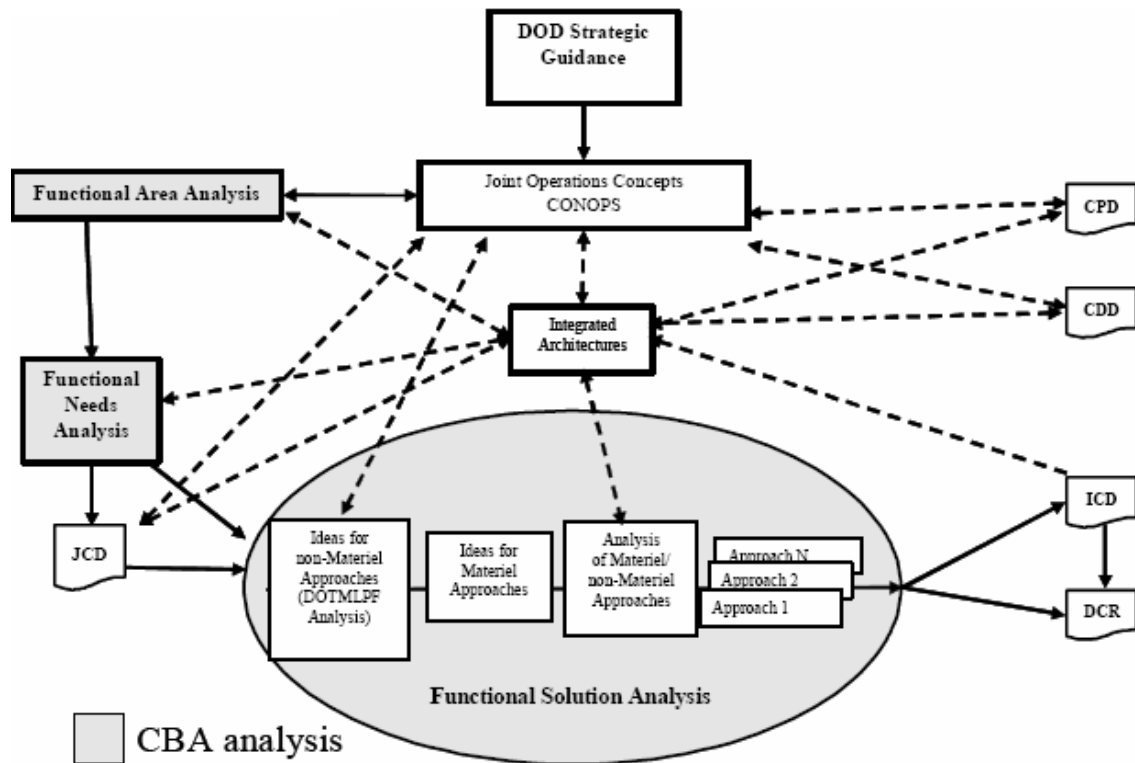 DOD Strategic
Guidance
Functional Area Analysis
Joint Operations Concepts
CONOPS
CPD
CDD
Integrated
Architectures
Functional
Needs
Analysis
JCD
Ideas for
non-Materiel
Approaches
(DOTMLPF
Analysis)
Ideas for
Materiel
Approaches
Analysis
of Materiel/
non-Materiel
Approaches
Approach N
Approach 2
Approach 1
ICD
DCR
Functional Solution Analysis
CBA analysis